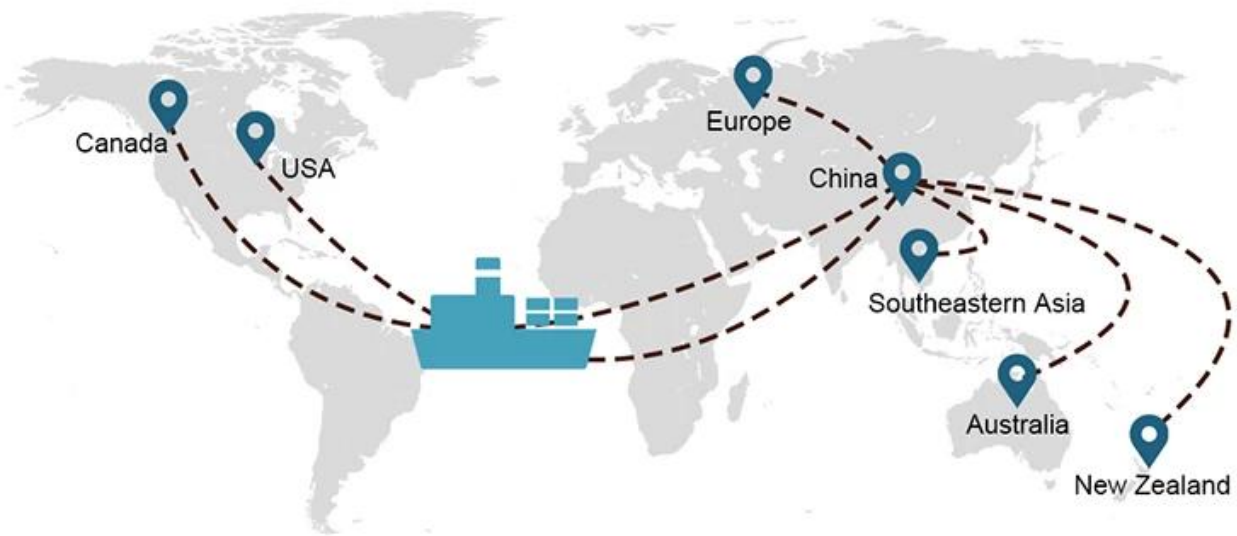 Canada
USA
Europe
China
Southeastern Asia
Australia
New Zealand